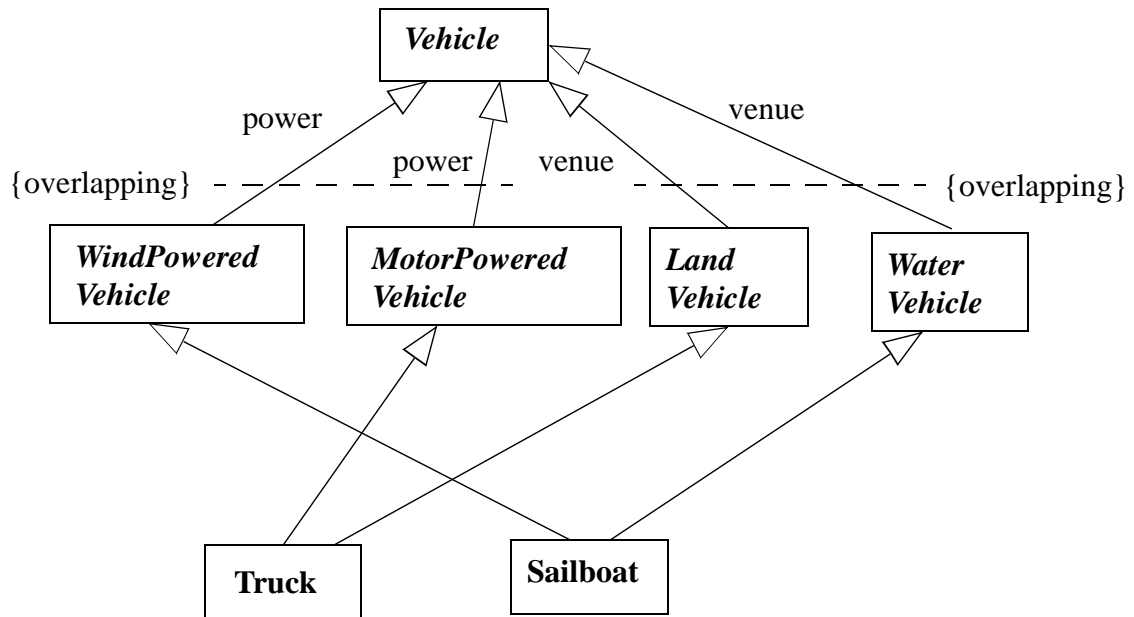 Vehicle
power
venue
power
venue
{overlapping}
{overlapping}
WindPowered
Vehicle
MotorPowered
Vehicle
Land
Vehicle
Water
Vehicle
Truck
Sailboat